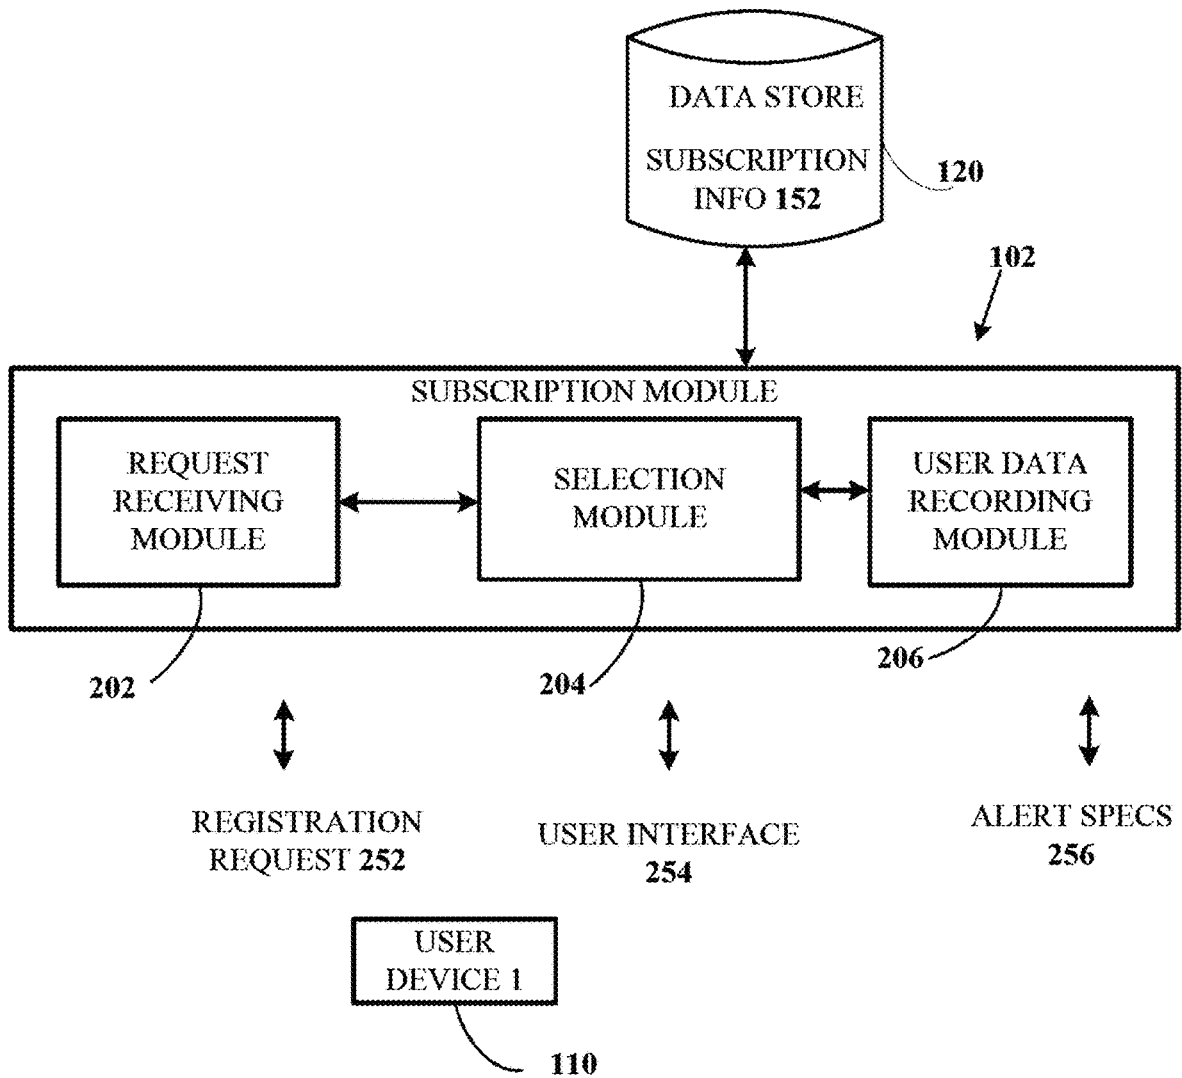 DATA STORE
SUBSCRIPTION
INFO 152
120
102
SUBSCRIPTION MODULE
REQUEST
RECEIVING
MODULE
SELECTION
MODULE
USER DATA
RECORDING
MODULE
202
204
206
REGISTRATION
REQUEST 252
USER INTERFACE
254
ALERT SPECS
256
USER
DEVICE 1
110